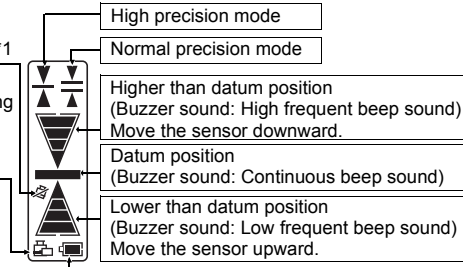 High precision mode
Normal precision mode
*1
ng
Higher than datum position
(Buzzer sound: High frequent beep sound)
Move the sensor downward.
Datum position
(Buzzer sound: Continuous beep sound)
Lower than datum position
(Buzzer sound: Low frequent beep sound)
Move the sensor upward.